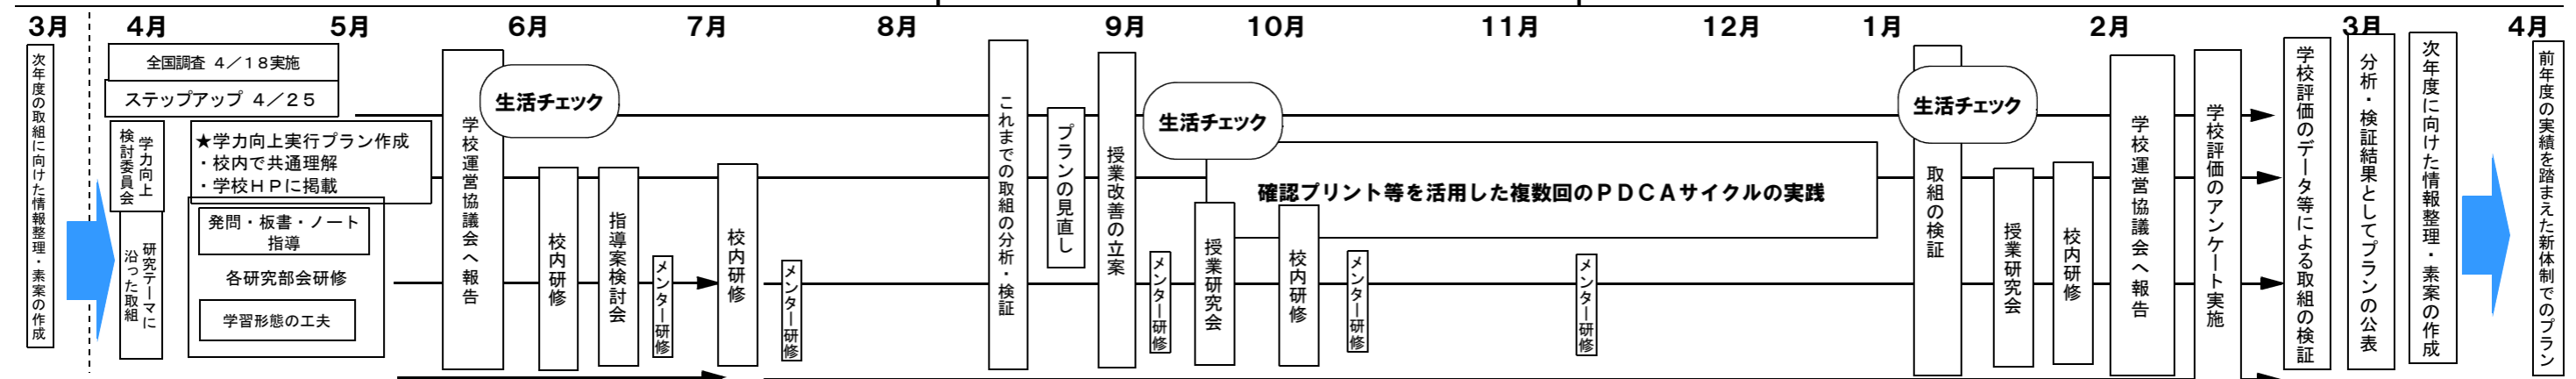 3月
4月
5月
6月
7月
8月
9月
10月
11月
12月
1月
2月
3月
4月
次年度の取組に向けた情報整理・素案の作成
全国調査 4／18実施
ステップアップ 4／25
学力向上
検討委員会
研究テーマに
沿った取組
★学力向上実行プラン作成
・校内で共通理解
・学校ＨＰに掲載
発問・板書・ノート
指導
各研究部会研修
学習形態の工夫
学校運営協議会へ報告
生活チェック
校内研修
指導案検討会
メンター研修
校内研修
メンター研修
これまでの取組の分析・検証
プランの見直し
授業改善の立案
生活チェック
メンター研修
確認プリント等を活用した複数回のＰＤＣＡサイクルの実践
授業研究会
校内研修
メンター研修
メンター研修
生活チェック
取組の検証
授業研究会
校内研修
学校運営協議会へ報告
学校評価のアンケート実施
学校評価のデータ等による取組の検証
分析・検証結果としてプランの公表
次年度に向けた情報整理・素案の作成
前年度の実績を踏まえた新体制でのプラン